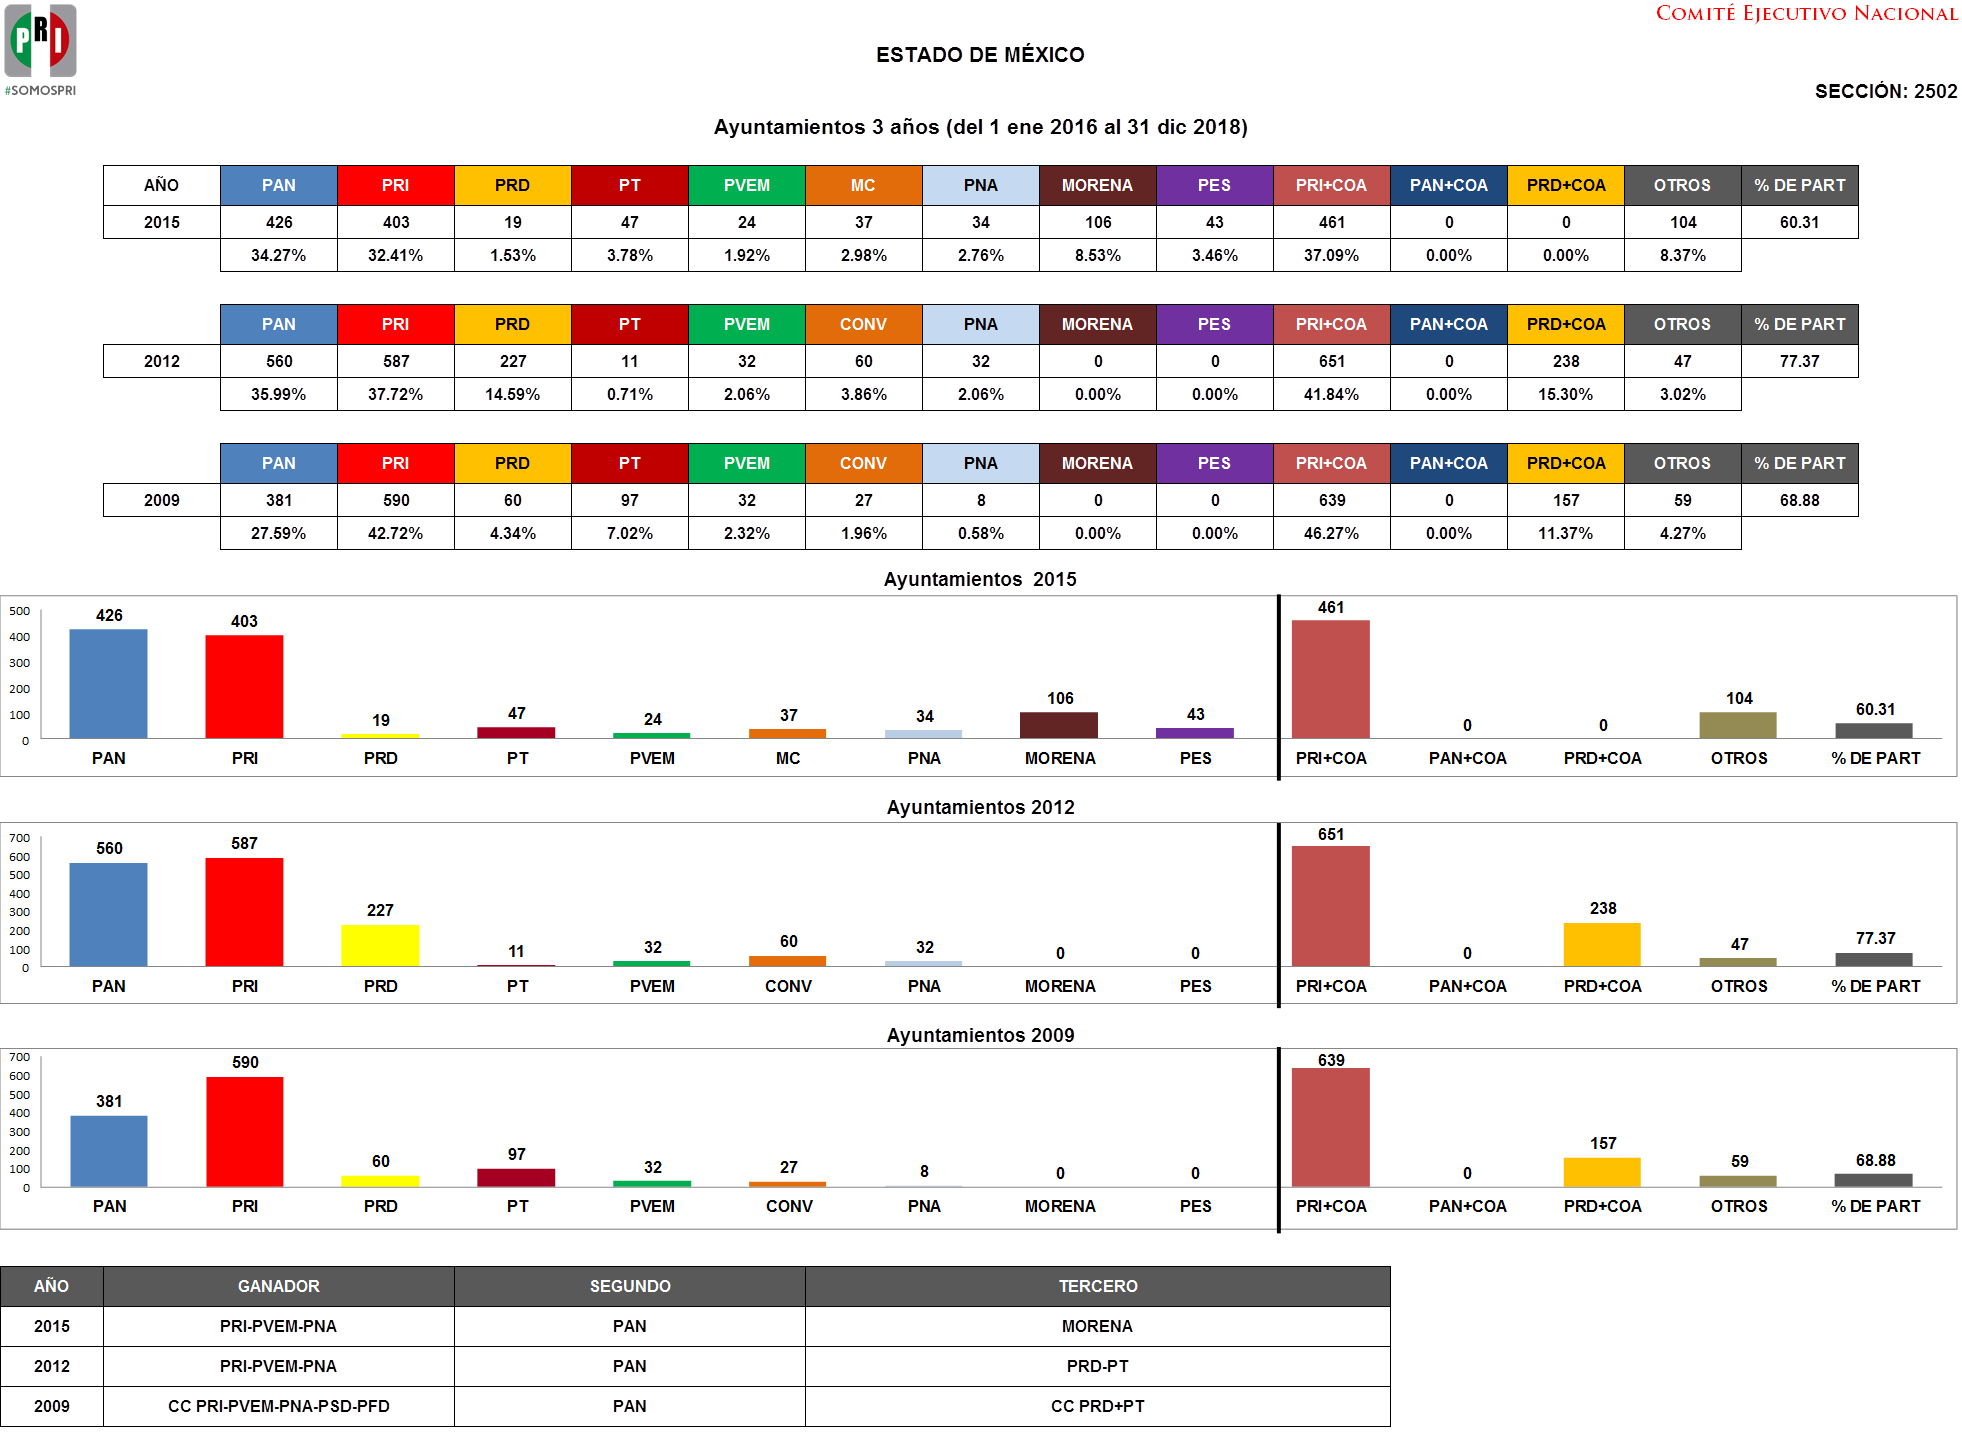 COMITÉ EJECUTIVO NACIONAL
PRI
#SOMOSPRI
ESTADO DE MÉXICO
SECCIÓN: 2502
Ayuntamientos 3 años (del 1 ene 2016 al 31 dic 2018)
AÑO PAN PRI PRD PT PVEM MC PNA MORENA PES PRI+COA PAN+COA PRD+COA OTROS % DE PART
2015 426 403 19 47 24 37 34 106 43 461 0 0 104 60.31
34.27% 32.41% 1.53% 3.78% 1.92% 2.98% 2.76% 8.53% 3.46% 37.09% 0.00% 0.00% 8.37%
PAN PRI PRD PT PVEM CONV PNA MORENA PES PRI+COA PAN+COA PRD+COA OTROS % DE PART
2012 560 587 227 11 32 60 32 0 0 651 0 238 47 77.37
35.99% 37.72% 14.59% 0.71% 2.06% 3.86% 2.06% 0.00% 0.00% 41.84% 0.00% 15.30% 3.02%
PAN PRI PRD PT PVEM CONV PNA MORENA PES PRI+COA PAN+COA PRD+COA OTROS % DE PART
2009 381 590 60 97 32 27 8 0 0 639 0 157 59 68.88
27.59% 42.72% 4.34% 7.02% 2.32% 1.96% 0.58% 0.00% 0.00% 46.27% 0.00% 11.37% 4.27%
Ayuntamientos 2015
500
400
300
200
100
0
426 403 19 47 24 37 34 106 43 461 0 0 104 60.31
PAN PRI PRD PT PVEM MC PNA MORENA PES PRI+COA PAN+COA PRD+COA OTROS % DE PART
Ayuntamientos 2012
700
600
500
400
300
200
100
0
560 587 227 11 32 60 32 0 0 651 0 238 47 77.37
PAN PRI PRD PT PVEM CONV PNA MORENA PES PRI+COA PAN+COA PRD+COA OTROS % DE PART
Ayuntamientos 2009
700
600
500
400
300
200
100
0
381 590 60 97 32 27 8 0 0 639 0 157 59 68.88
PAN PRI PRD PT PVEM CONV PNA MORENA PES PRI+COA PAN+COA PRD+COA OTROS % DE PART
AÑO GANADOR SEGUNDO TERCERO
2015 PRI-PVEM-PNA PAN MORENA
2012 PRI-PVEM-PNA PAN PRD-PT
2009 CC PRI-PVEM-PNA-PSD-PFD PAN CC PRD+PT